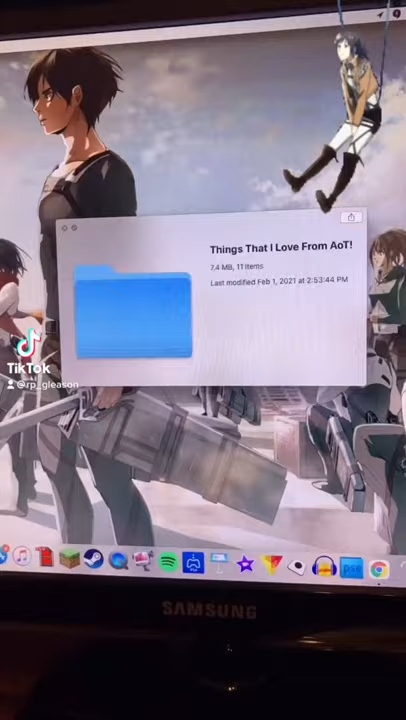 Things That I Love From AoT!
7.4 MB, 11 items
Last modified Feb 1, 2021 at 2:53:44 PM
TikTok
@rp_gleason
pse
SAMSUNG